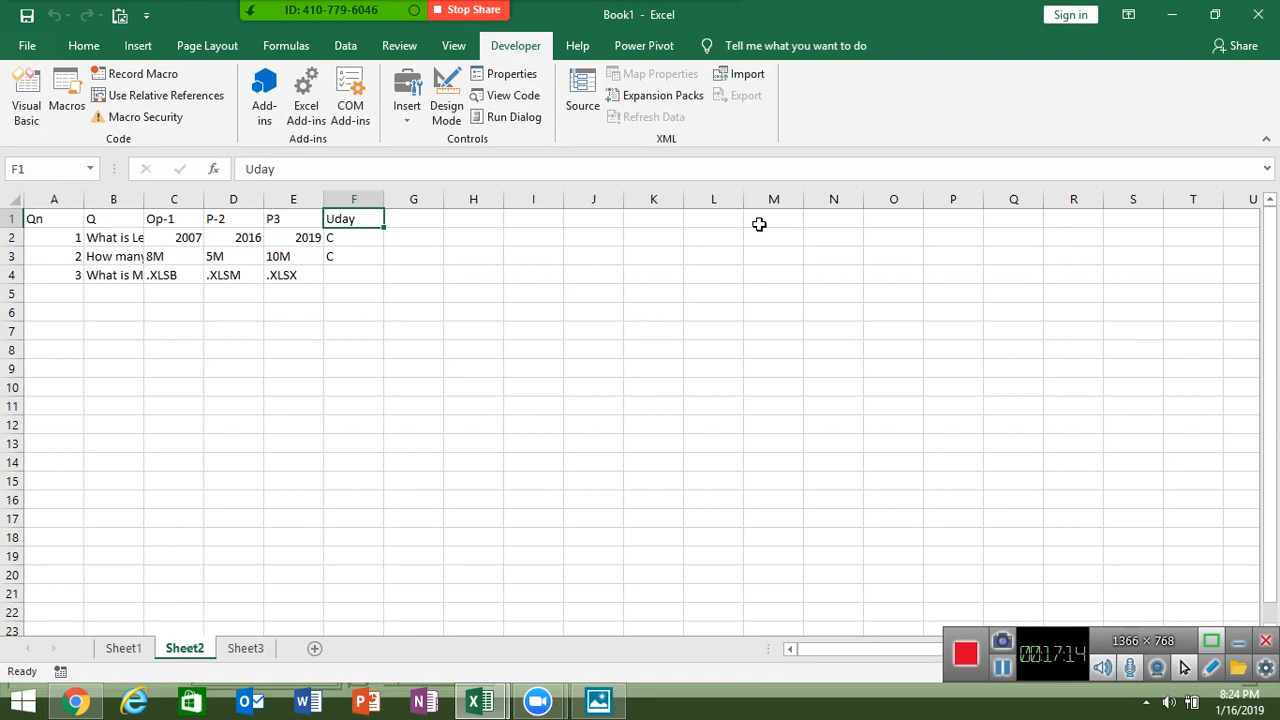 ID: 410-779-6046
Stop Share
Book1 - Excel
Sign in
File Home Insert Page Layout Formulas Data Review View Developer Help Power Pivot Tell me what you want to do Share
Visual Basic
Macros
Record Macro
Use Relative References
Macro Security
Code
Add-ins
Excel Add-ins
COM Add-ins
Add-ins
Insert
Design Mode
Properties
View Code
Run Dialog
Controls
Source
Map Properties
Expansion Packs
Refresh Data
Import
Export
XML
F1
fx
Uday
A B C D E F G H I J K L M N O P Q R S T U
1 Qn Q Op-1 P-2 P3 Uday
2 1 What is Le 2007 2016 2019 C
3 2 How many 8M 5M 10M C
4 3 What is M .XLSB .XLSM .XLSX
5
6
7
8
9
10
11
12
13
14
15
16
17
18
19
20
21
22
23
Sheet1 Sheet2 Sheet3
Ready
1366 × 768
00:17:14
8:24 PM
1/16/2019